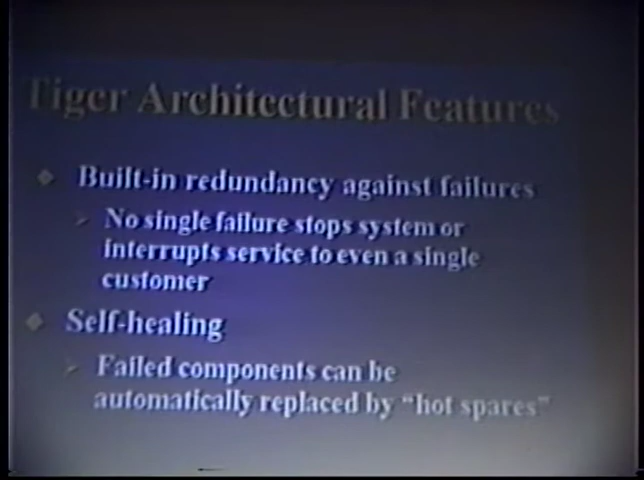 Tiger Architectural Features
Built-in redundancy against failures
No single failure stops system or
interrupts service to even a single
customer
Self-healing
Failed components can be
automatically replaced by “hot spares”